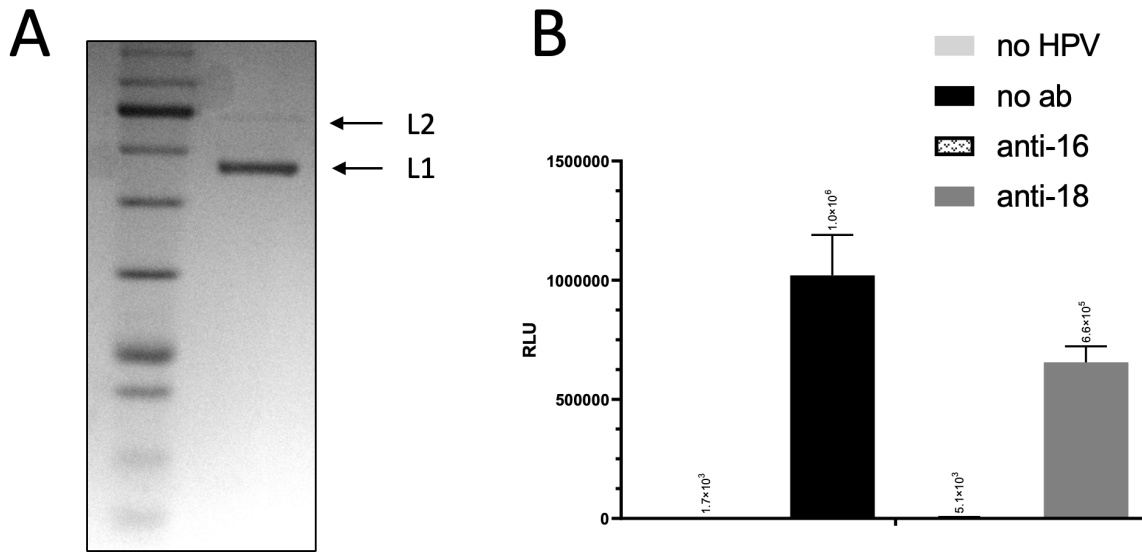 A
L2
L1
B
no HPV
no ab
anti-16
anti-18
1500000
1000000
500000
0
RLU
1.7×10³
1.0×10⁶
5.1×10³
6.6×10⁵